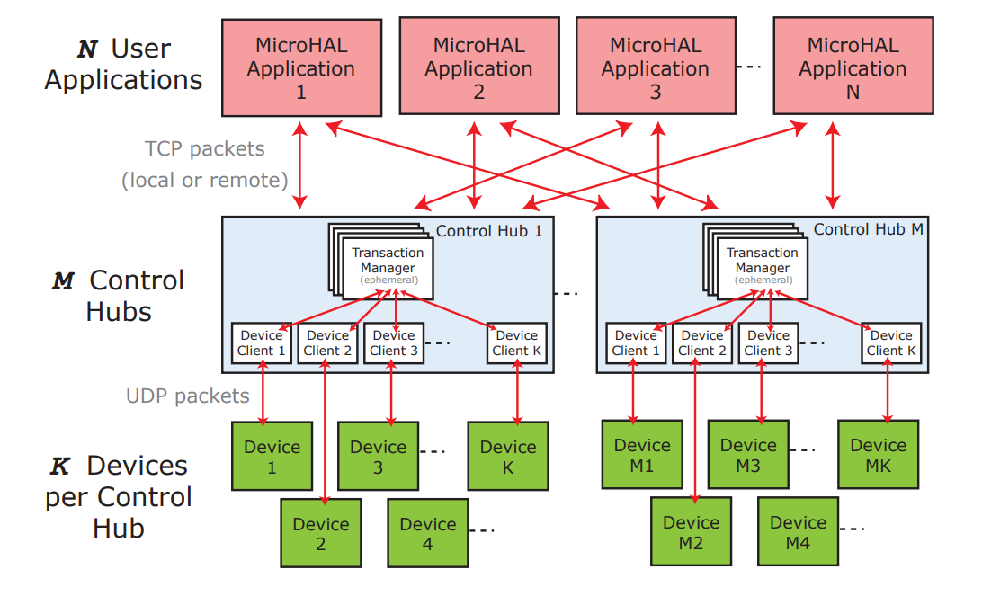 N User
Applications
MicroHAL
Application
1
MicroHAL
Application
2
MicroHAL
Application
3
MicroHAL
Application
N
TCP packets
(local or remote)
M Control
Hubs
Control Hub 1
Transaction
Manager
(ephemeral)
Device
Client 1
Device
Client 2
Device
Client 3
Device
Client K
Control Hub M
Transaction
Manager
(ephemeral)
Device
Client 1
Device
Client 2
Device
Client 3
Device
Client K
UDP packets
K Devices
per Control
Hub
Device
1
Device
3
Device
K
Device
2
Device
4
Device
M1
Device
M3
Device
MK
Device
M2
Device
M4